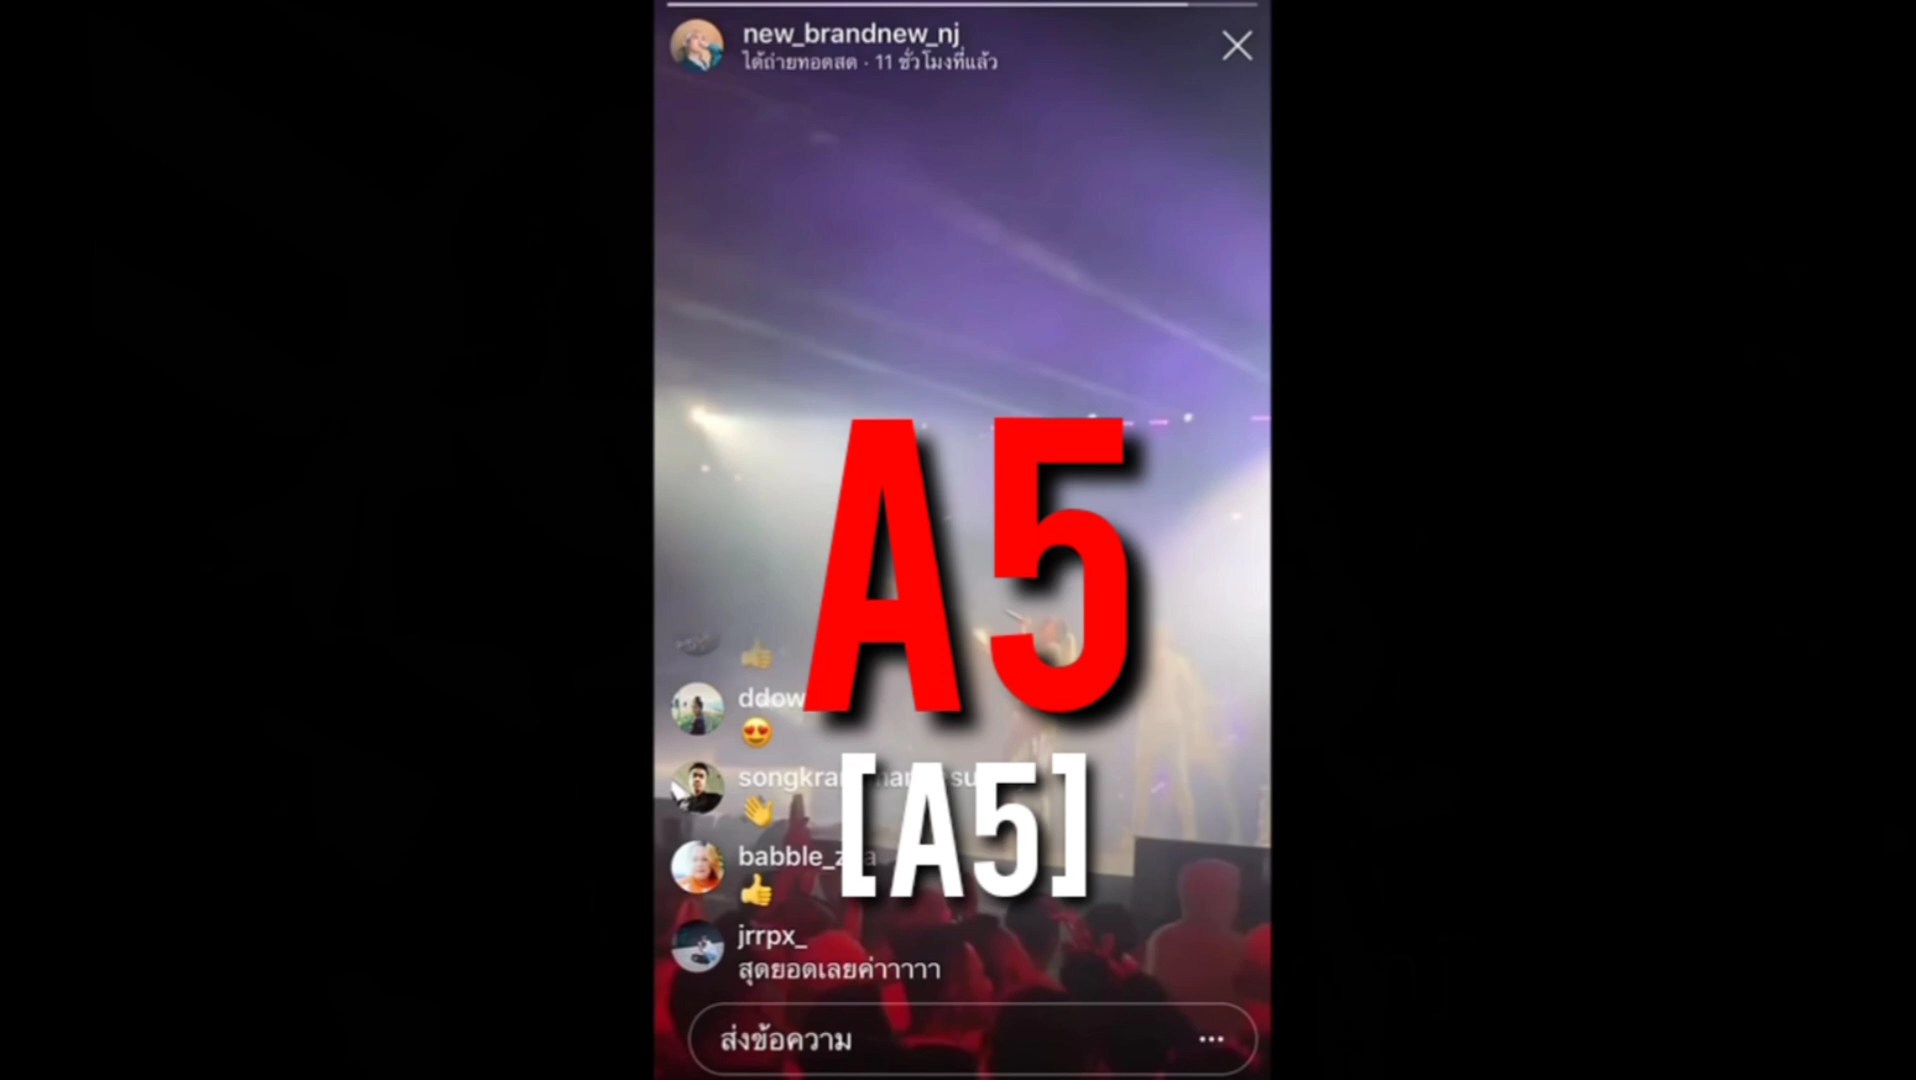 new_brandnew_nj
ได้ถ่ายทอดสด · 11 ชั่วโมงที่แล้ว
A5
[A5]
jrrpx_
สุดยอดเลยค่าาาาา
ส่งข้อความ